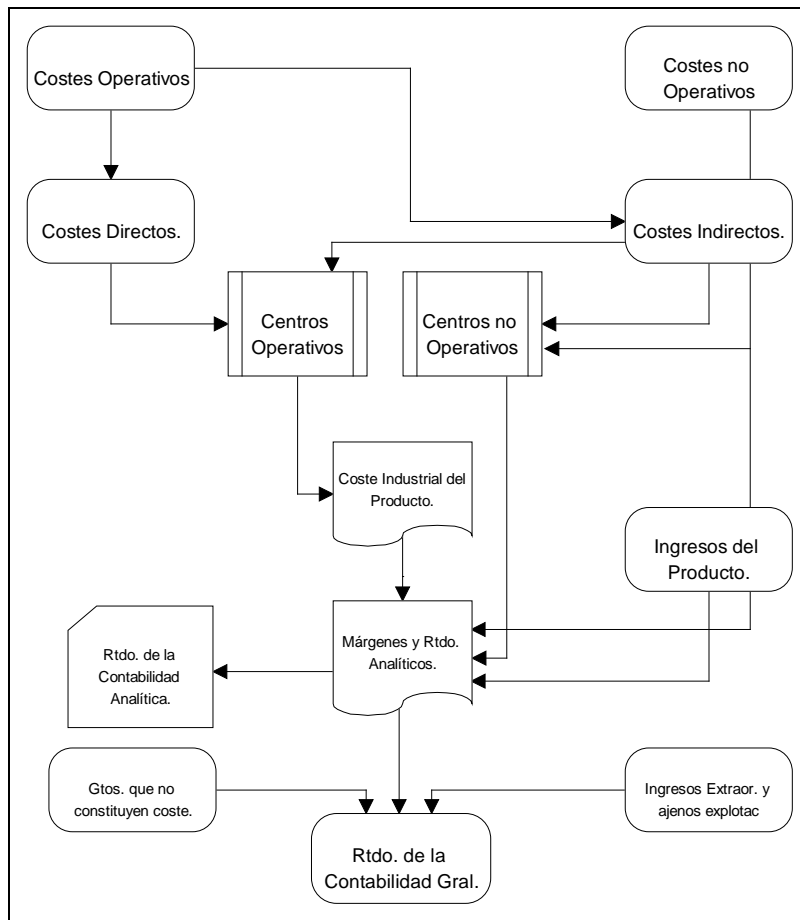 Costes Operativos
Costes no
Operativos
Costes Directos.
Costes Indirectos.
Centros
Operativos
Centros no
Operativos
Coste Industrial del
Producto.
Ingresos del
Producto.
Márgenes y Rtdo.
Analíticos.
Rtdo. de la
Contabilidad
Analítica.
Gtos. que no
constituyen coste.
Ingresos Extraor. y
ajenos explotac
Rtdo. de la
Contabilidad Gral.